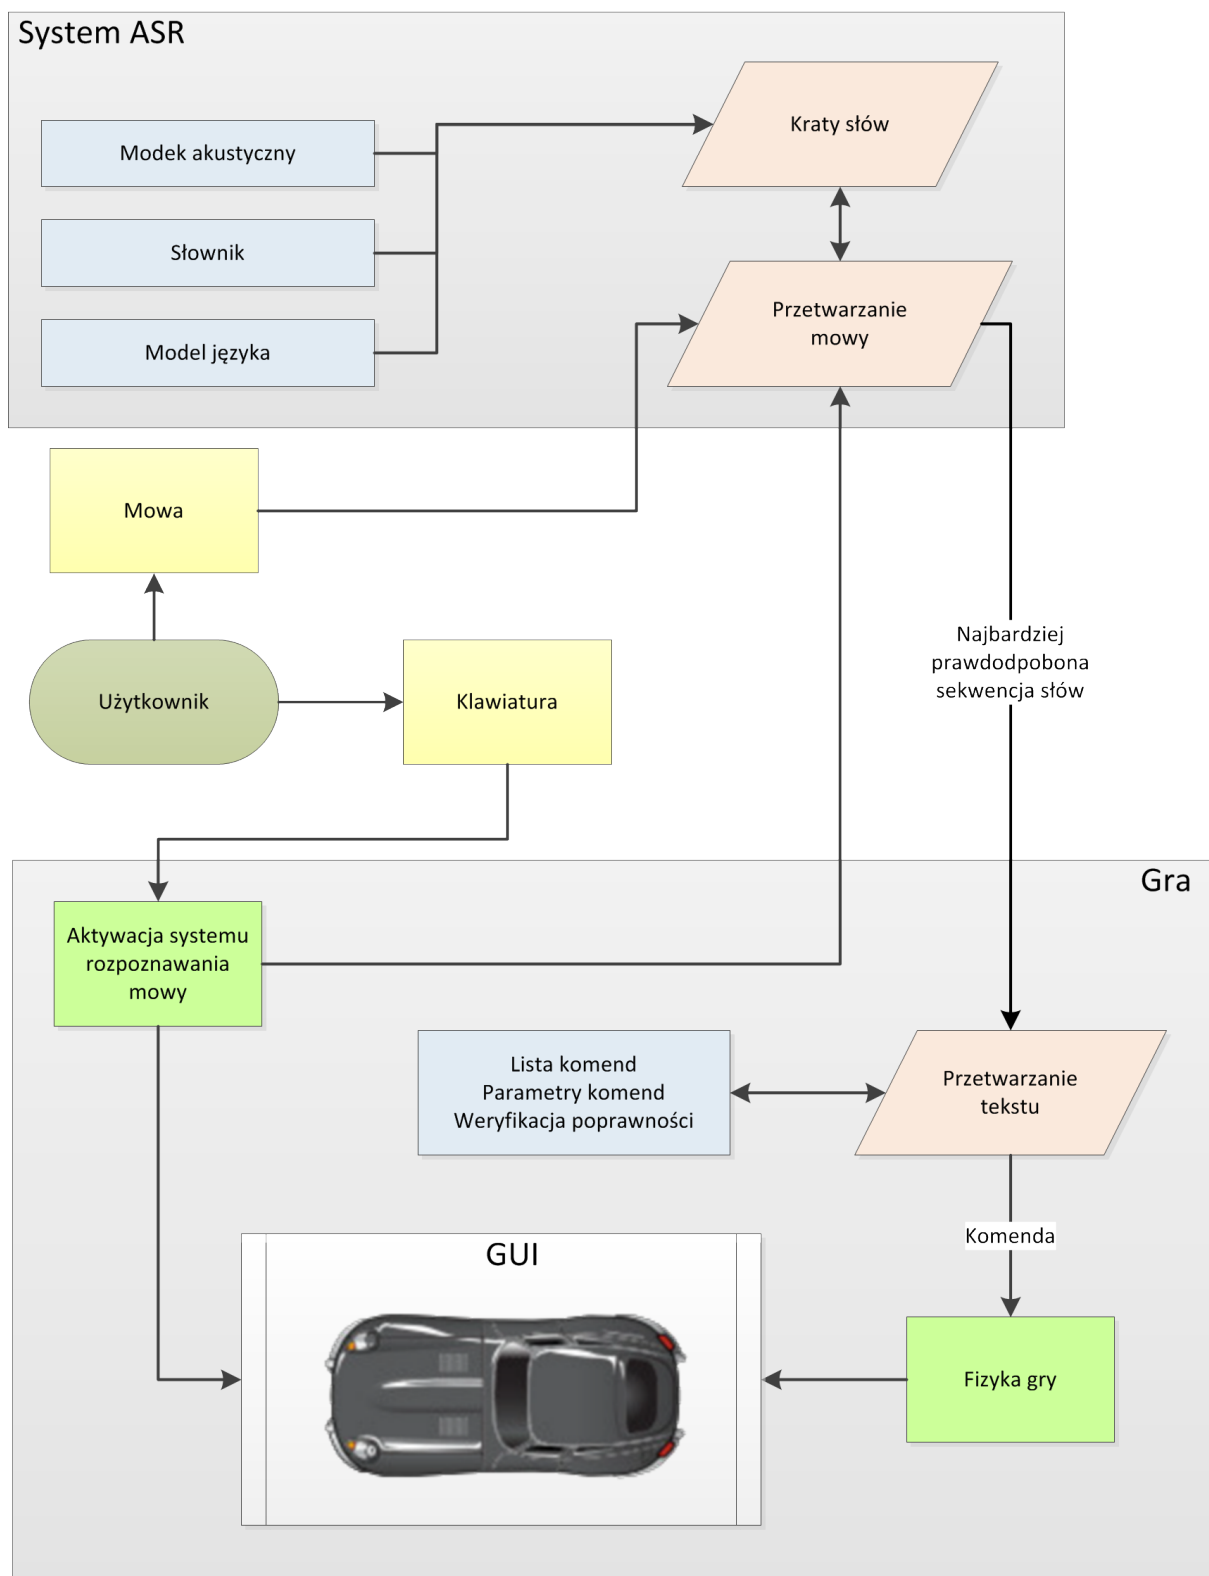 System ASR
Kraty słów
Modek akustyczny
Słownik
Przetwarzanie
mowy
Model języka
Mowa
Najbardziej
prawdodpobona
sekwencja słów
Użytkownik
Klawiatura
Gra
Aktywacja systemu
rozpoznawania
mowy
Lista komend
Parametry komend
Weryfikacja poprawności
Przetwarzanie
tekstu
Komenda
GUI
Fizyka gry